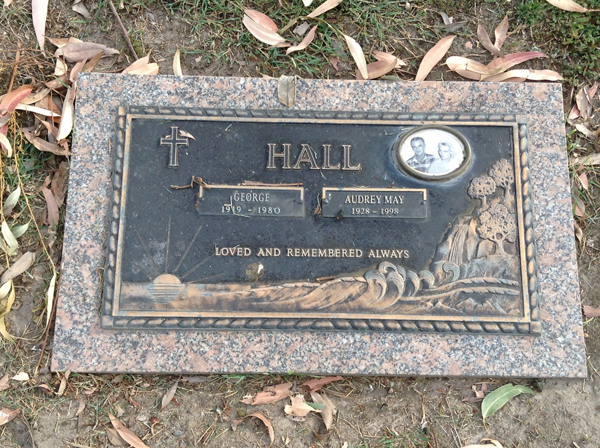 HALL
GEORGE
1919 - 1980
AUDREY MAY
1928 - 1998
LOVED AND REMEMBERED ALWAYS